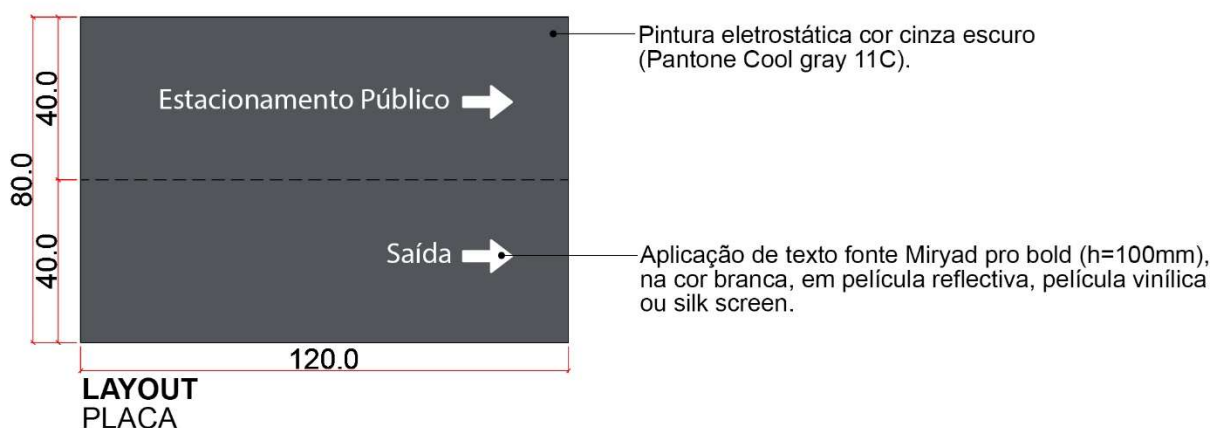 Pintura eletrostática cor cinza escuro
(Pantone Cool gray 11C).
40.0
Estacionamento Público
80.0
40.0
Saída
Aplicação de texto fonte Miryad pro bold (h=100mm),
na cor branca, em película reflectiva, película vinílica
ou silk screen.
120.0
LAYOUT
PLACA